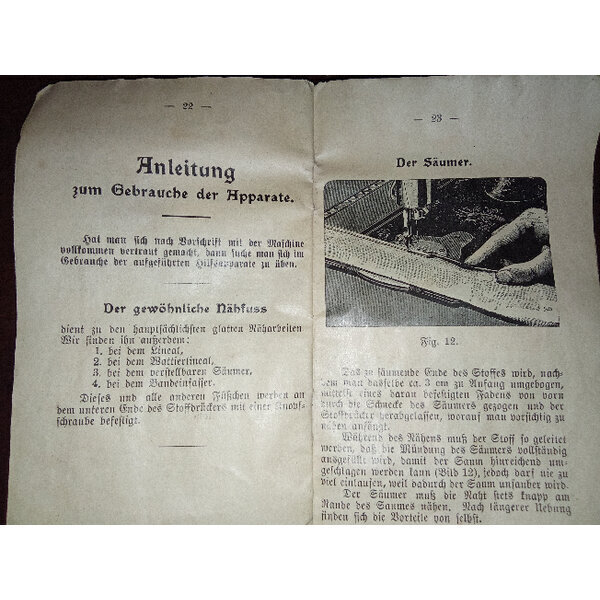 — 22 —
Anleitung
zum Gebrauche der Apparate.
Hat man sich nach Vorschrift mit der Maschine
vollkommen vertraut gemacht, dann suche man sich im
Gebrauche der aufgeführten Hilfsapparate zu üben.
Der gewöhnliche Nähfuss
dient zu den hauptsächlichsten glatten Näharbeiten
Wir finden ihn außerdem:
1. bei dem Lineal,
2. bei dem Wattierlineal,
3. bei dem verstellbaren Säumer,
4. bei dem Bandeinfasser.
Dieses und alle anderen Füßchen werden an
dem unteren Ende des Stoffdrückers mit einer Knopf-
schraube befestigt.
— 23 —
Der Säumer.
Fig. 12.
Das zu säumende Ende des Stoffes wird, nach-
dem man dasselbe ca. 3 cm zu Anfang umgebogen,
mittelst eines daran befestigten Fadens von vorn
durch die Schnecke des Säumers gezogen und der
Stoffdrücker herabgelassen, worauf man vorsichtig zu
nähen anfängt.
Während des Nähens muß der Stoff so geleitet
werden, daß die Mündung des Säumers vollständig
ausgefüllt wird, damit der Saum hinreichend um-
geschlagen werden kann (Bild 12), jedoch darf nie zu
viel einlaufen, weil dadurch der Saum unsauber wird.
Der Säumer muß die Naht stets knapp am
Rande des Saumes nähen. Nach längerer Uebung
finden sich die Vorteile von selbst.